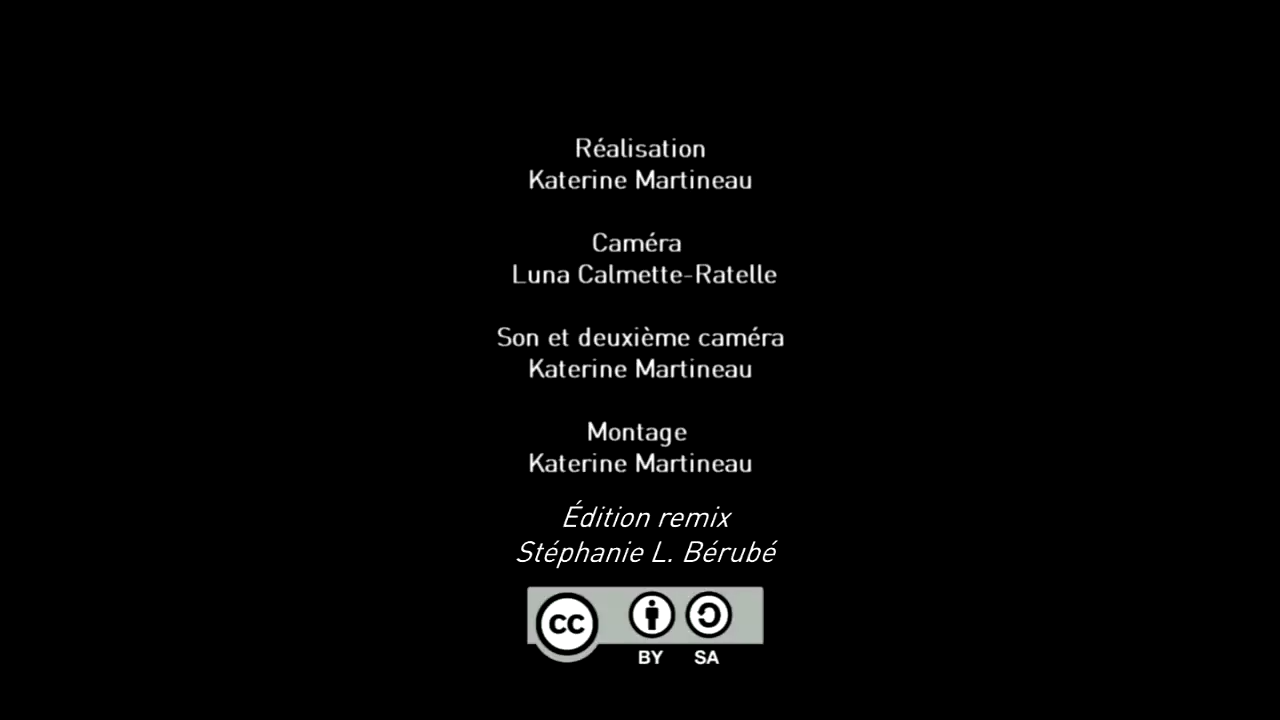 Réalisation
Katerine Martineau
Caméra
Luna Calmette-Ratelle
Son et deuxième caméra
Katerine Martineau
Montage
Katerine Martineau
Édition remix
Stéphanie L. Bérubé
cc
BY SA